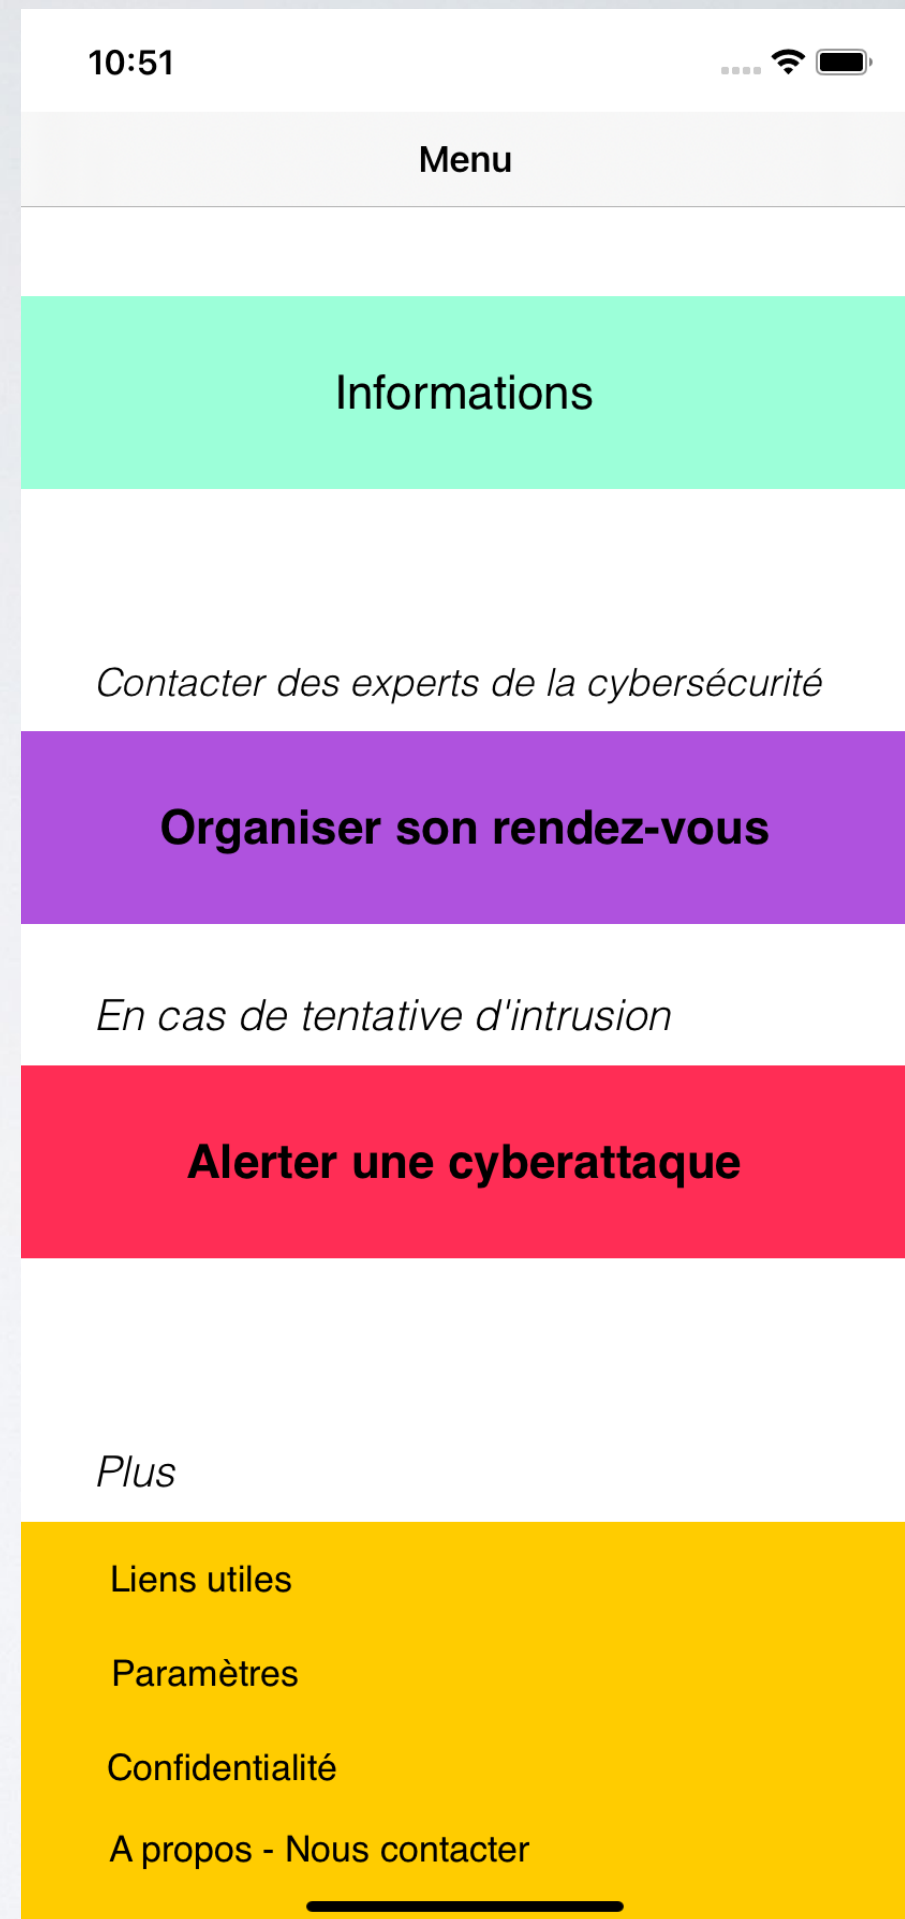 10:51
Menu
Informations
Contacter des experts de la cybersécurité
Organiser son rendez-vous
En cas de tentative d'intrusion
Alerter une cyberattaque
Plus
Liens utiles
Paramètres
Confidentialité
A propos - Nous contacter